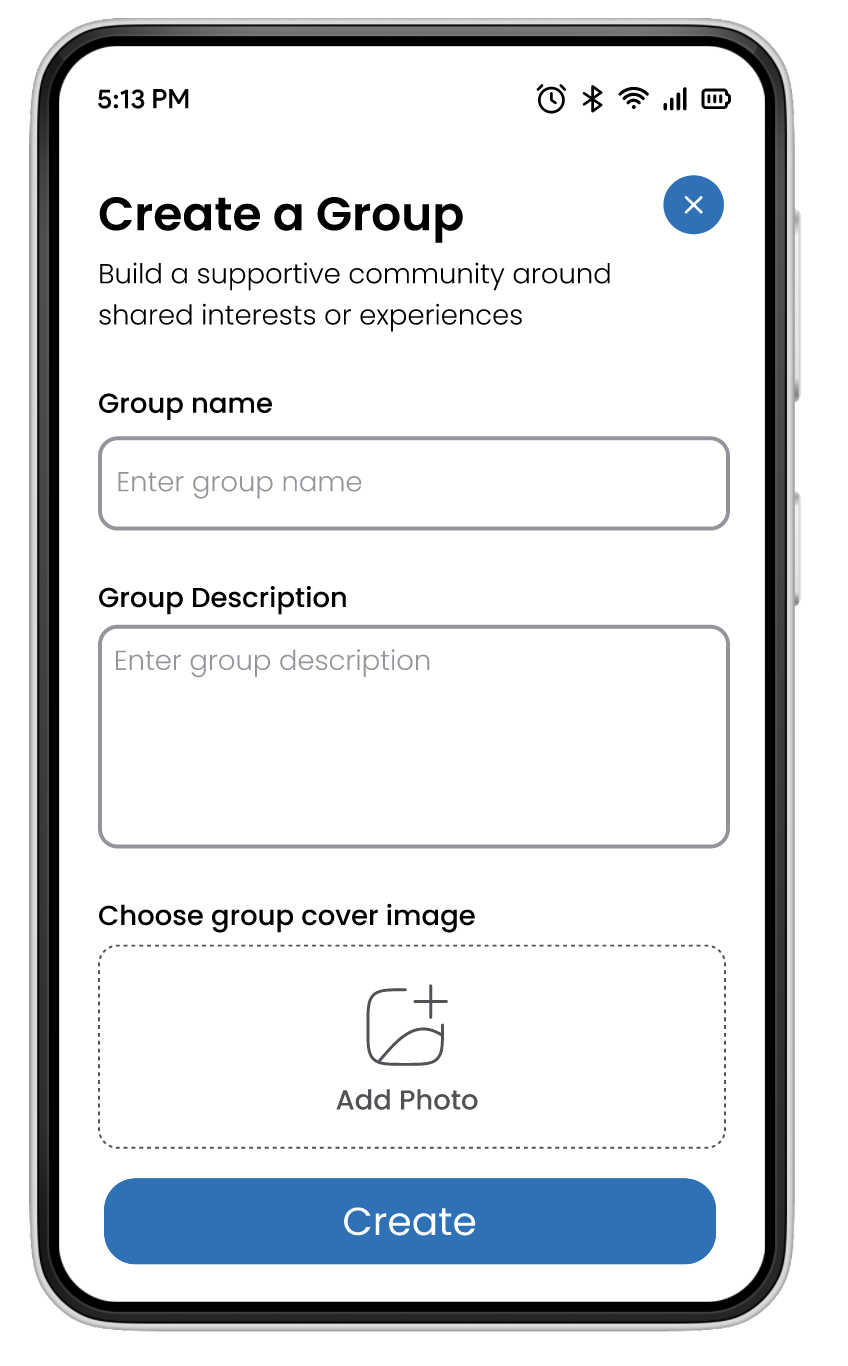 5:13 PM
Create a Group
Build a supportive community around
shared interests or experiences
Group name
Enter group name
Group Description
Enter group description
Choose group cover image
Add Photo
Create